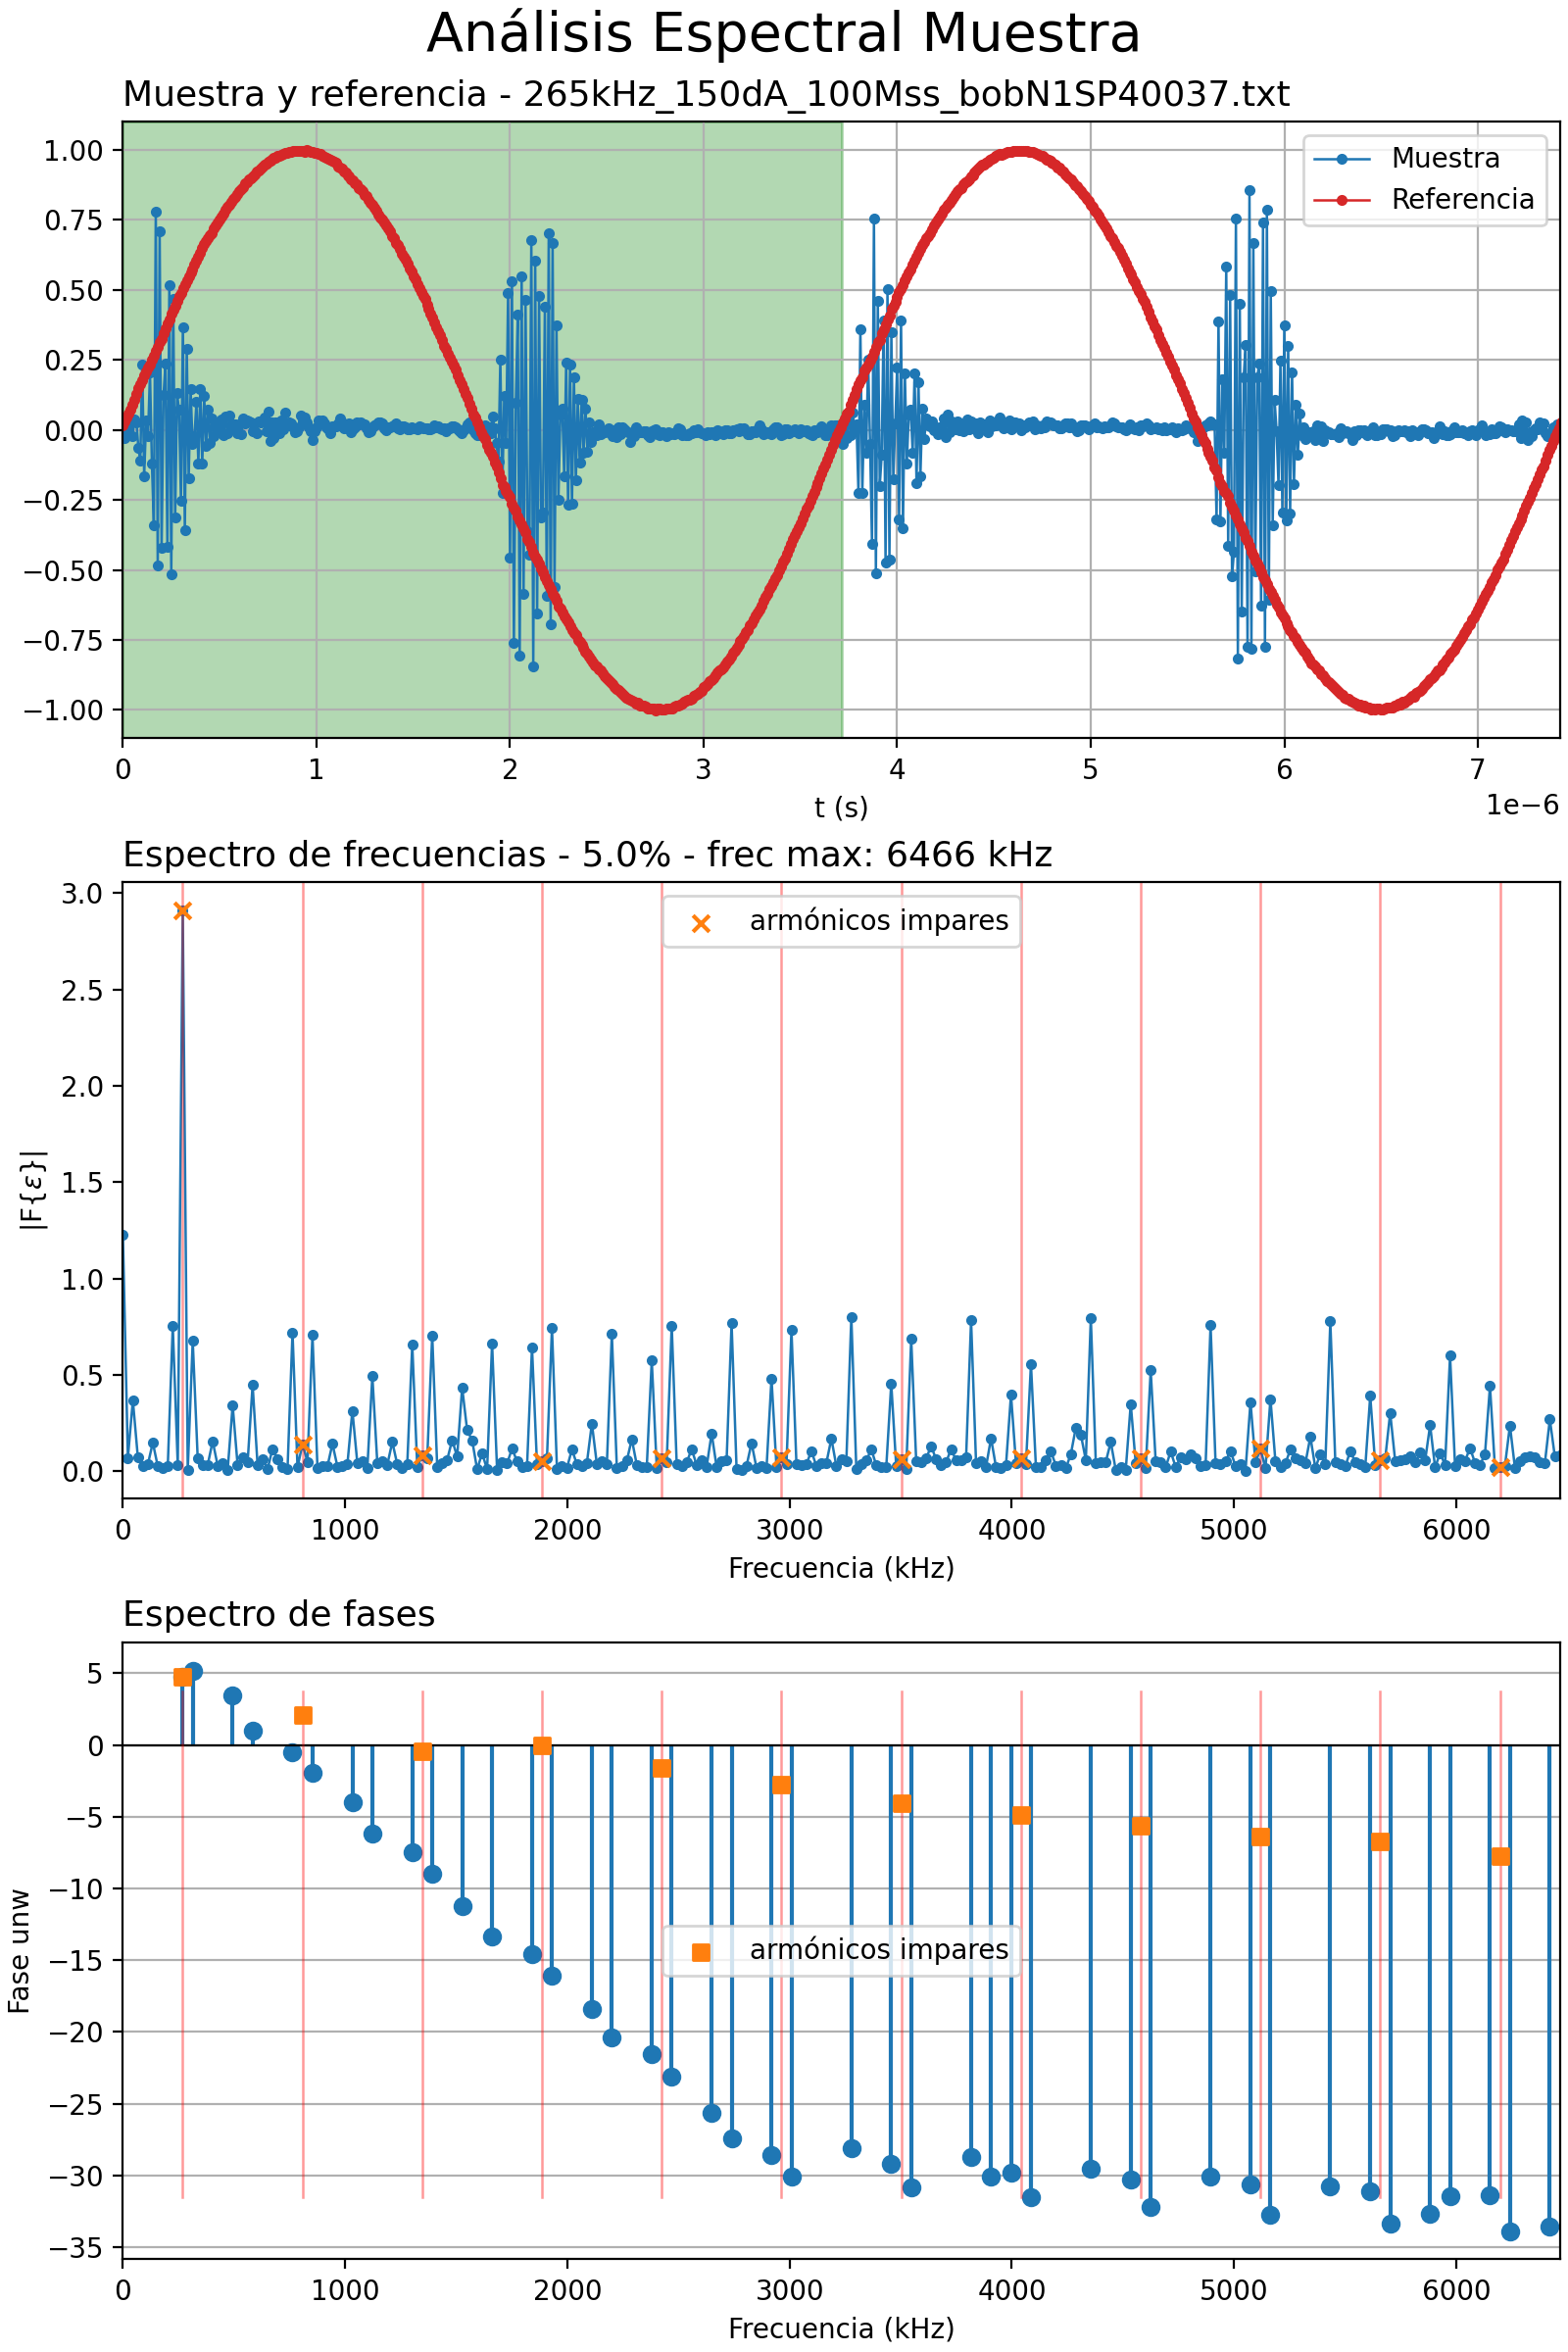 Análisis Espectral Muestra
Muestra y referencia - 265kHz_150dA_100Mss_bobN1SP40037.txt
1.00
0.75
0.50
0.25
0.00
−0.25
−0.50
−0.75
−1.00
Muestra
Referencia
0 1 2 3 4 5 6 7
t (s)
1e−6
Espectro de frecuencias - 5.0% - frec max: 6466 kHz
3.0
2.5
2.0
1.5
1.0
0.5
0.0
|F{ε}|
armónicos impares
0 1000 2000 3000 4000 5000 6000
Frecuencia (kHz)
Espectro de fases
5
0
−5
−10
−15
−20
−25
−30
−35
Fase unw
armónicos impares
0 1000 2000 3000 4000 5000 6000
Frecuencia (kHz)